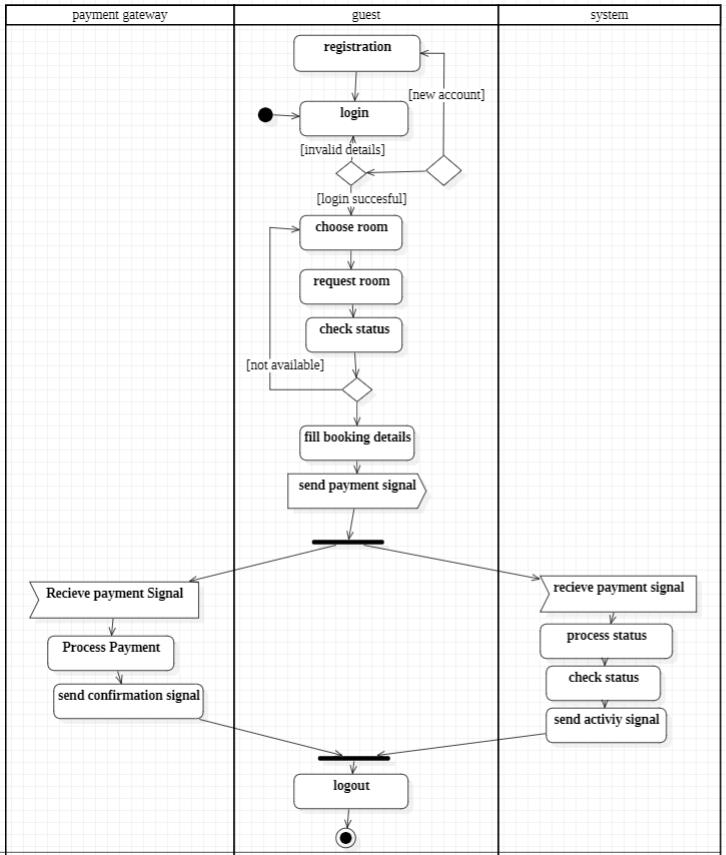 payment gateway
guest
system
registration
[new account]
login
[invalid details]
[login succesful]
choose room
request room
check status
[not available]
fill booking details
send payment signal
Recieve payment Signal
recieve payment signal
Process Payment
process status
send confirmation signal
check status
send activiy signal
logout